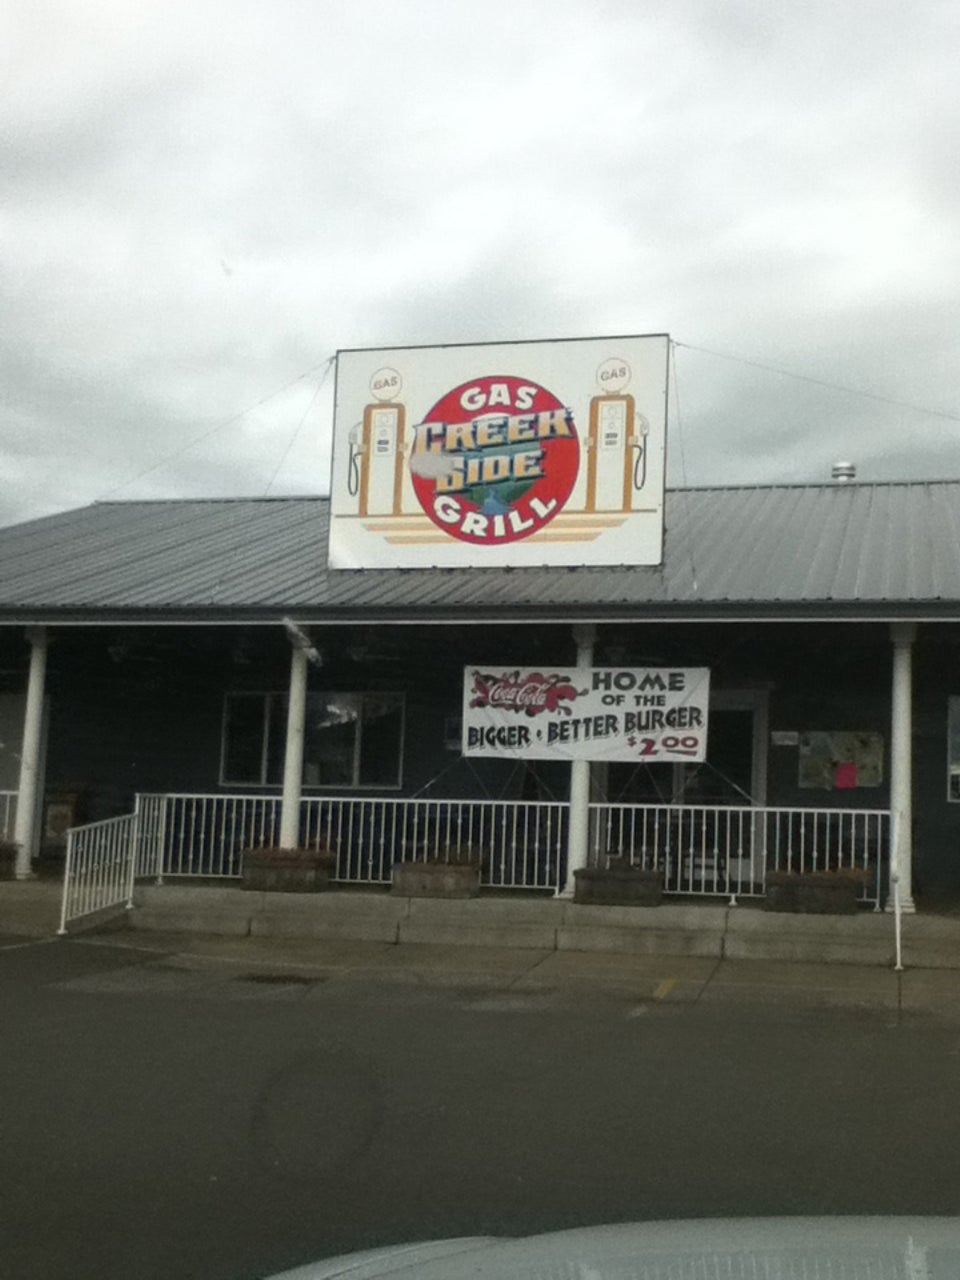 GAS
GAS
GAS
CREEK
SIDE
GRILL
Coca-Cola
HOME
OF THE
BIGGER • BETTER BURGER
$2.00